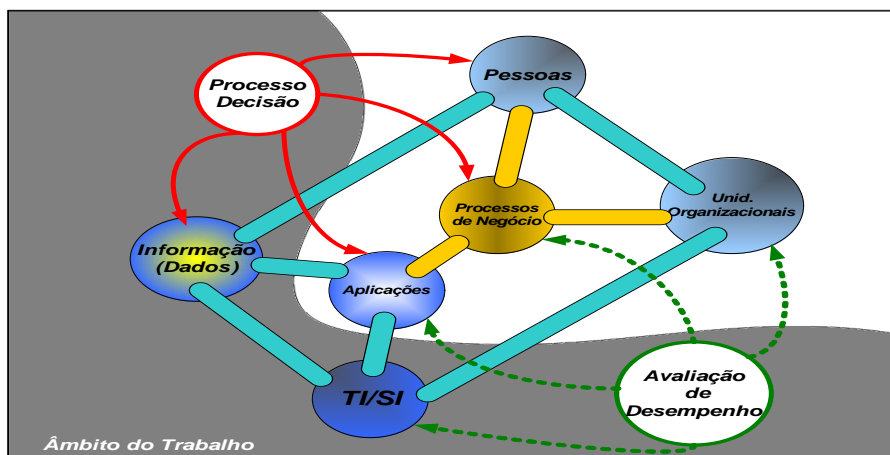 Pessoas
Processo
Decisão
Unid.
Organizacionais
Processos
de Negócio
Informação
(Dados)
Aplicações
TI/SI
Avaliação
de
Desempenho
Âmbito do Trabalho